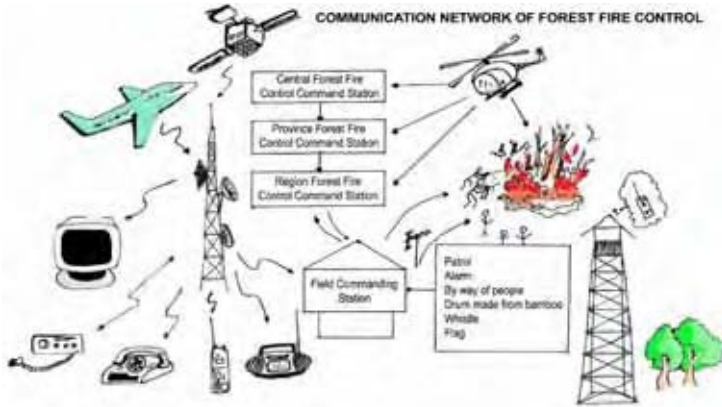 COMMUNICATION NETWORK OF FOREST FIRE CONTROL
Central Forest Fire
Control Command Station
Province Forest Fire
Control Command Station
Region Forest Fire
Control Command Station
Field Commanding
Station
Patrol
Alarm
By way of people
Drum made from bamboo
Whistle
Flag